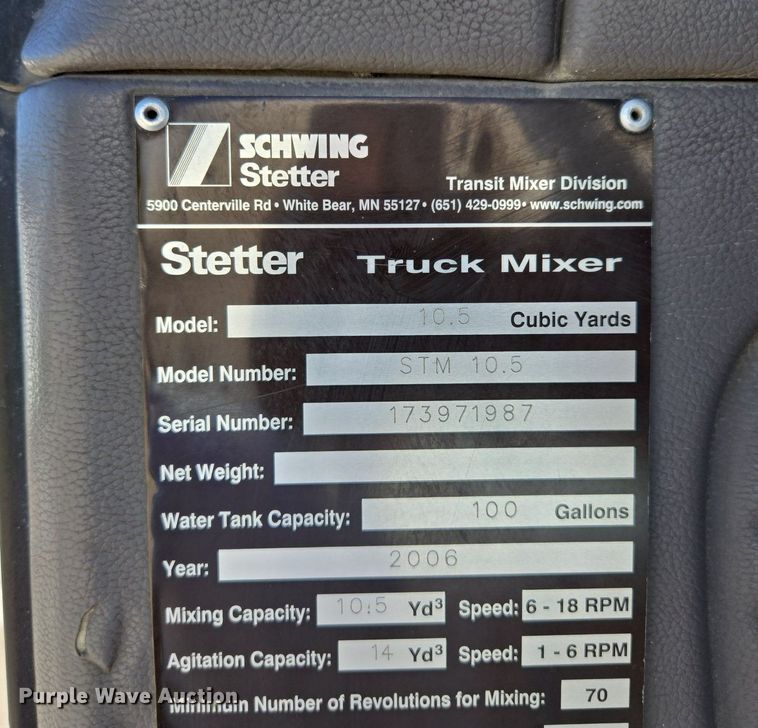 SCHWING
Stetter
Transit Mixer Division
5900 Centerville Rd • White Bear, MN 55127 • (651) 429-0999 • www.schwing.com
Stetter Truck Mixer
Model: 10.5 Cubic Yards
Model Number: STM 10.5
Serial Number: 173971987
Net Weight:
Water Tank Capacity: 100 Gallons
Year: 2006
Mixing Capacity: 10.5 Yd³ Speed: 6 - 18 RPM
Agitation Capacity: 14 Yd³ Speed: 1 - 6 RPM
Minimum Number of Revolutions for Mixing: 70
Purple Wave Auction